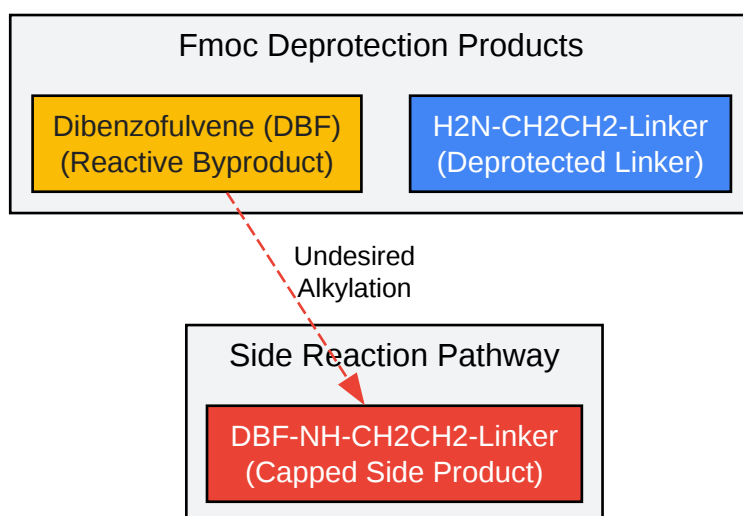 Fmoc Deprotection Products
Dibenzofulvene (DBF)
(Reactive Byproduct)
H2N-CH2CH2-Linker
(Deprotected Linker)
Undesired
Alkylation
Side Reaction Pathway
DBF-NH-CH2CH2-Linker
(Capped Side Product)